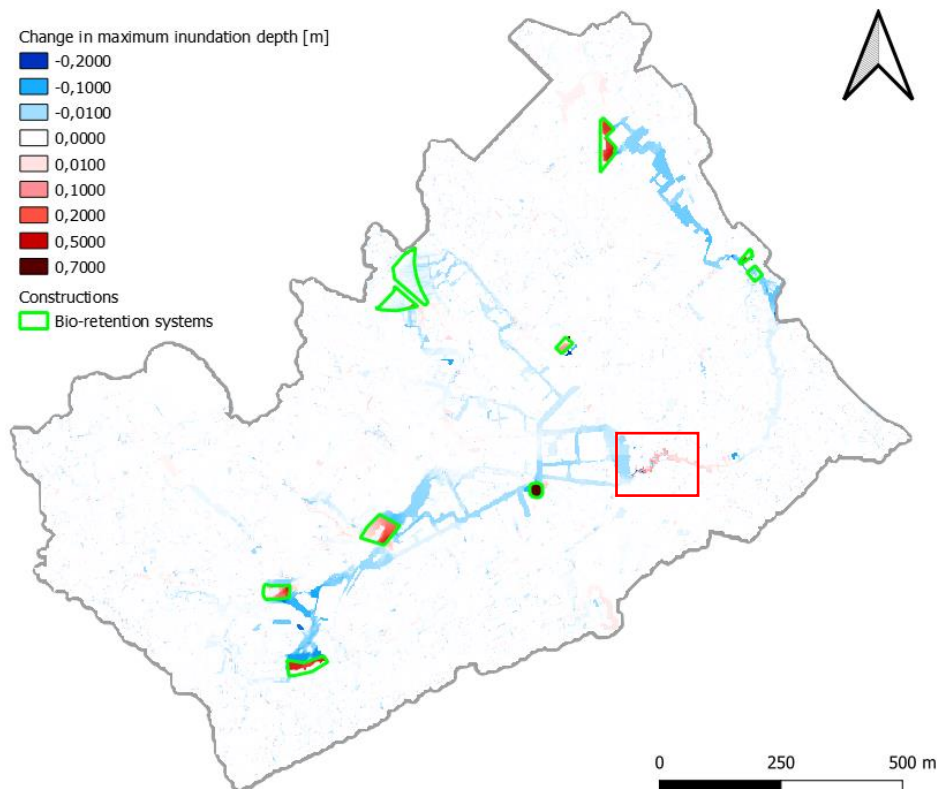 Change in maximum inundation depth [m]
-0,2000
-0,1000
-0,0100
0,0000
0,0100
0,1000
0,2000
0,5000
0,7000
Constructions
Bio-retention systems
0 250 500 m